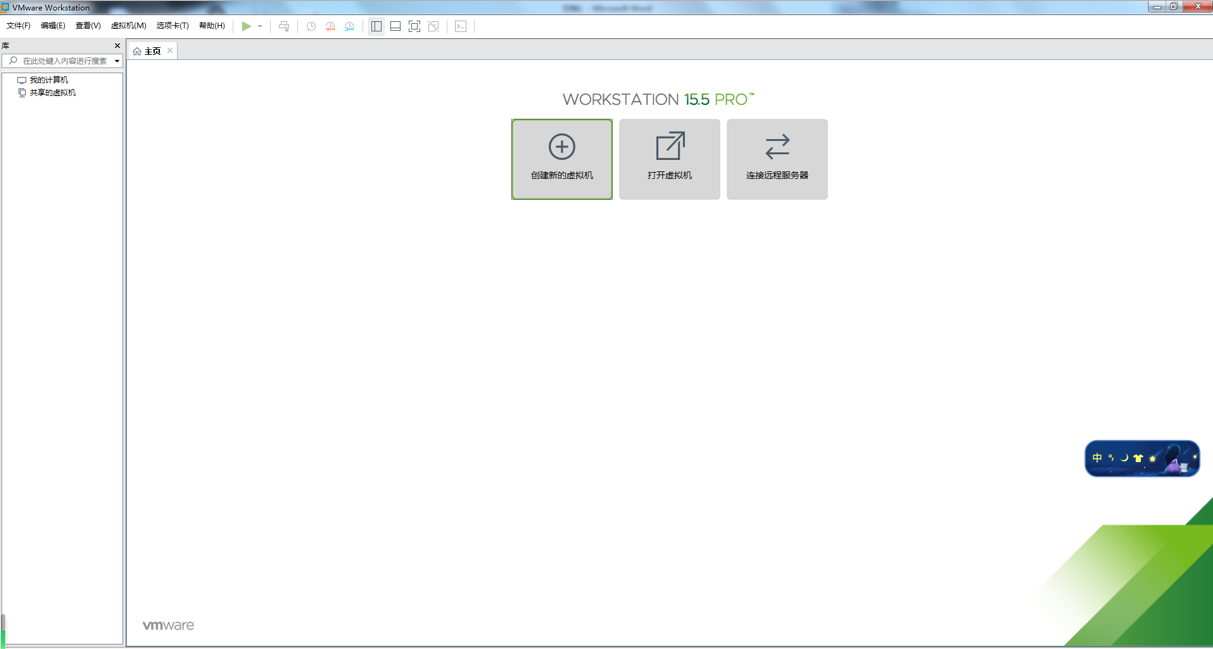 VMware Workstation
文件(F) 编辑(E) 查看(V) 虚拟机(M) 选项卡(T) 帮助(H)
库
在此处键入内容进行搜索
我的计算机
共享的虚拟机
主页
WORKSTATION 15.5 PRO™
创建新的虚拟机
打开虚拟机
连接远程服务器
中
vmware